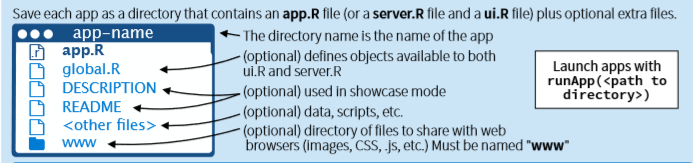 Save each app as a directory that contains an app.R file (or a server.R file and a ui.R file) plus optional extra files.
app-name
.r app.R
global.R
DESCRIPTION
README
<other files>
www
The directory name is the name of the app
(optional) defines objects available to both
ui.R and server.R
(optional) used in showcase mode
(optional) data, scripts, etc.
(optional) directory of files to share with web
browsers (images, CSS, .js, etc.) Must be named "www"
Launch apps with
runApp(<path to
directory>)